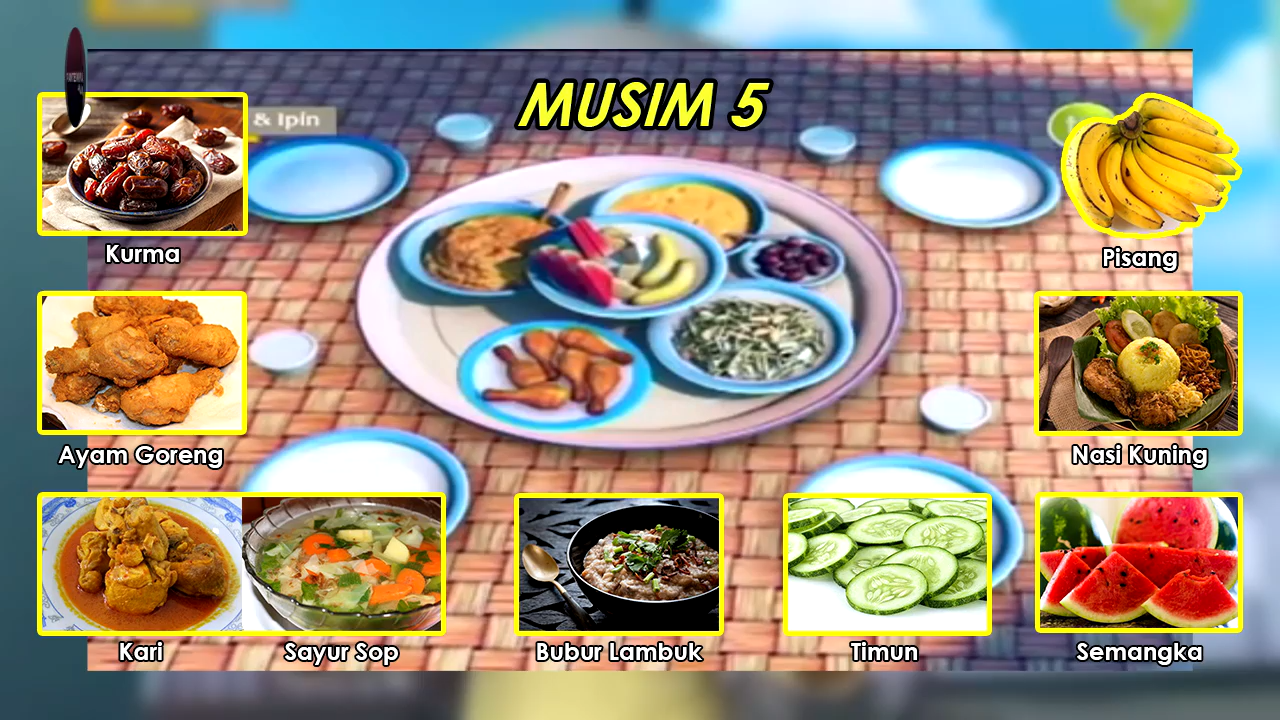 MUSIM 5
& Ipin
Kurma
Pisang
Ayam Goreng
Nasi Kuning
Kari
Sayur Sop
Bubur Lambuk
Timun
Semangka